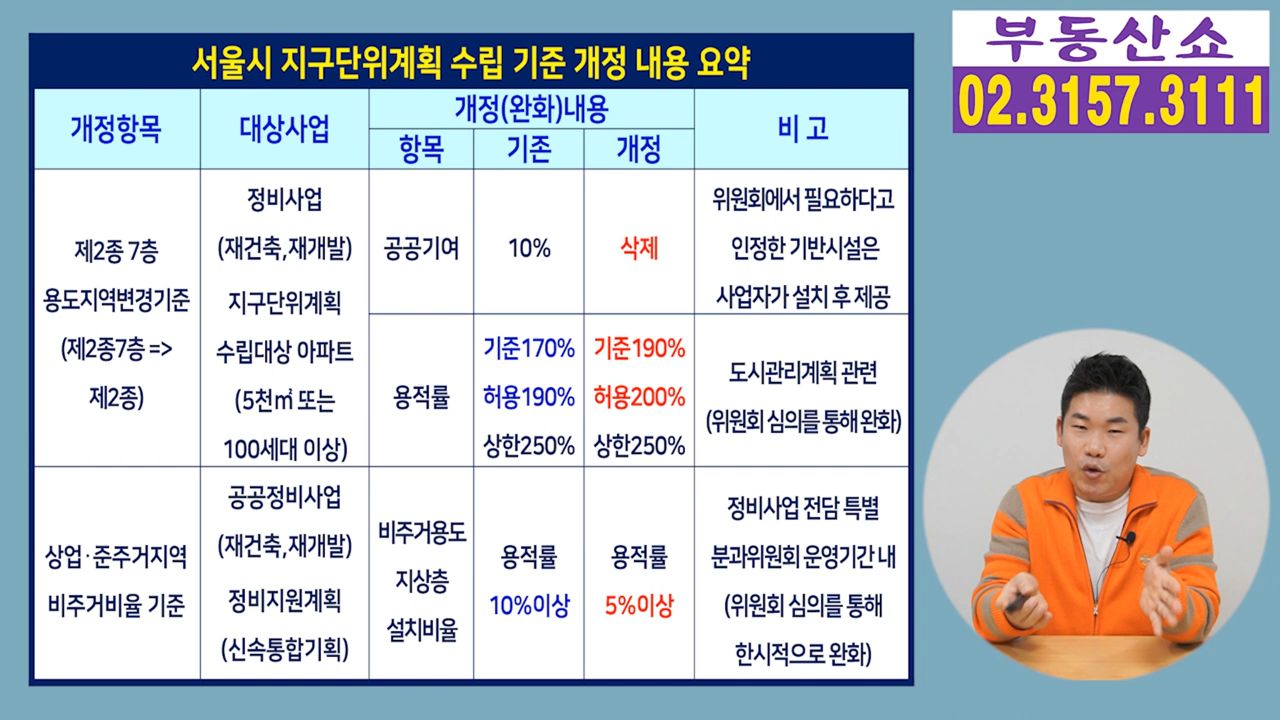 서울시 지구단위계획 수립 기준 개정 내용 요약
개정항목
대상사업
개정(완화)내용
비 고
항목
기존
개정
제2종 7층
용도지역변경기준
(제2종7층 =>
제2종)
정비사업
(재건축,재개발)
지구단위계획
수립대상 아파트
(5천㎡ 또는
100세대 이상)
공공기여
10%
삭제
위원회에서 필요하다고
인정한 기반시설은
사업자가 설치 후 제공
용적률
기준170%
허용190%
상한250%
기준190%
허용200%
상한250%
도시관리계획 관련
(위원회 심의를 통해 완화)
상업·준주거지역
비주거비율 기준
공공정비사업
(재건축,재개발)
정비지원계획
(신속통합기획)
비주거용도
지상층
설치비율
용적률
10%이상
용적률
5%이상
정비사업 전담 특별
분과위원회 운영기간 내
(위원회 심의를 통해
한시적으로 완화)
부동산쇼
02.3157.3111